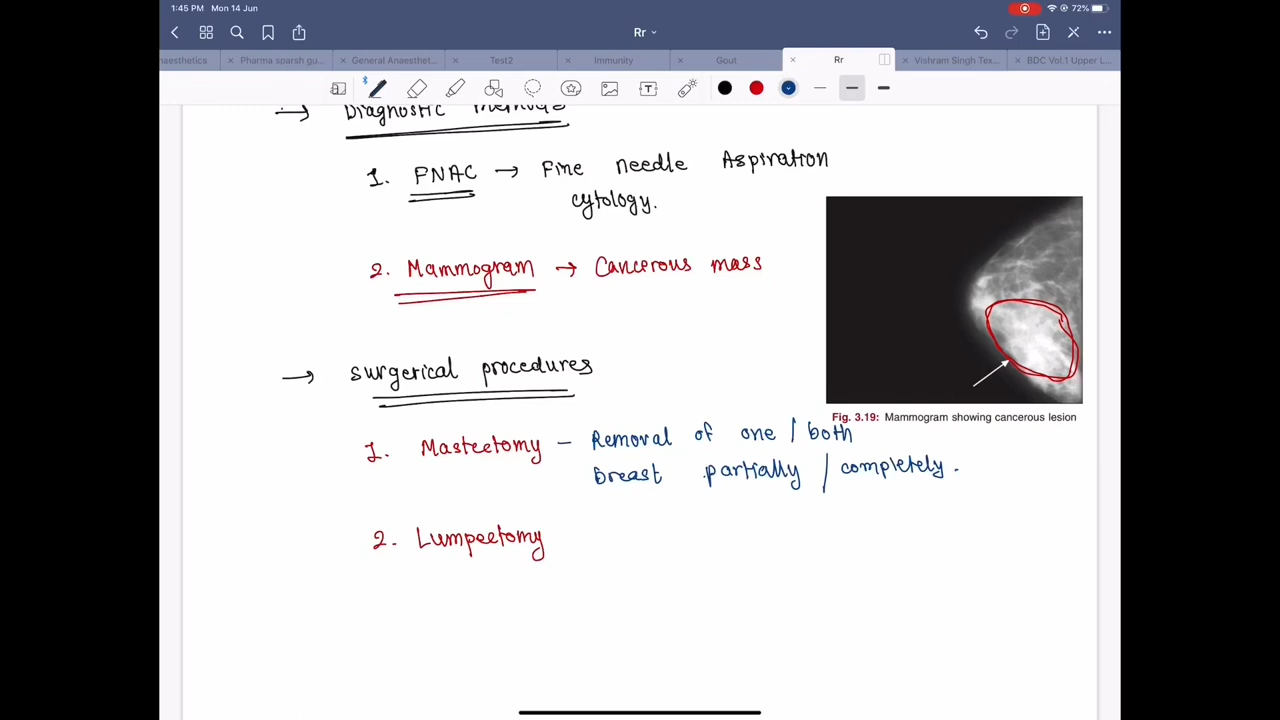 1:45 PM Mon 14 Jun
72%
Rr
naesthetics
Pharma sparsh gu...
General Anaesthet...
Test2
Immunity
Gout
Rr
Vishram Singh Tex...
BDC Vol.1 Upper L...
→ Diagnostic methods
1. FNAC → Fine Needle Aspiration
cytology.
2. Mammogram → Cancerous mass
Fig. 3.19: Mammogram showing cancerous lesion
→ surgerical procedures
1. Mastectomy – Removal of one / both
breast partially / completely.
2. Lumpectomy